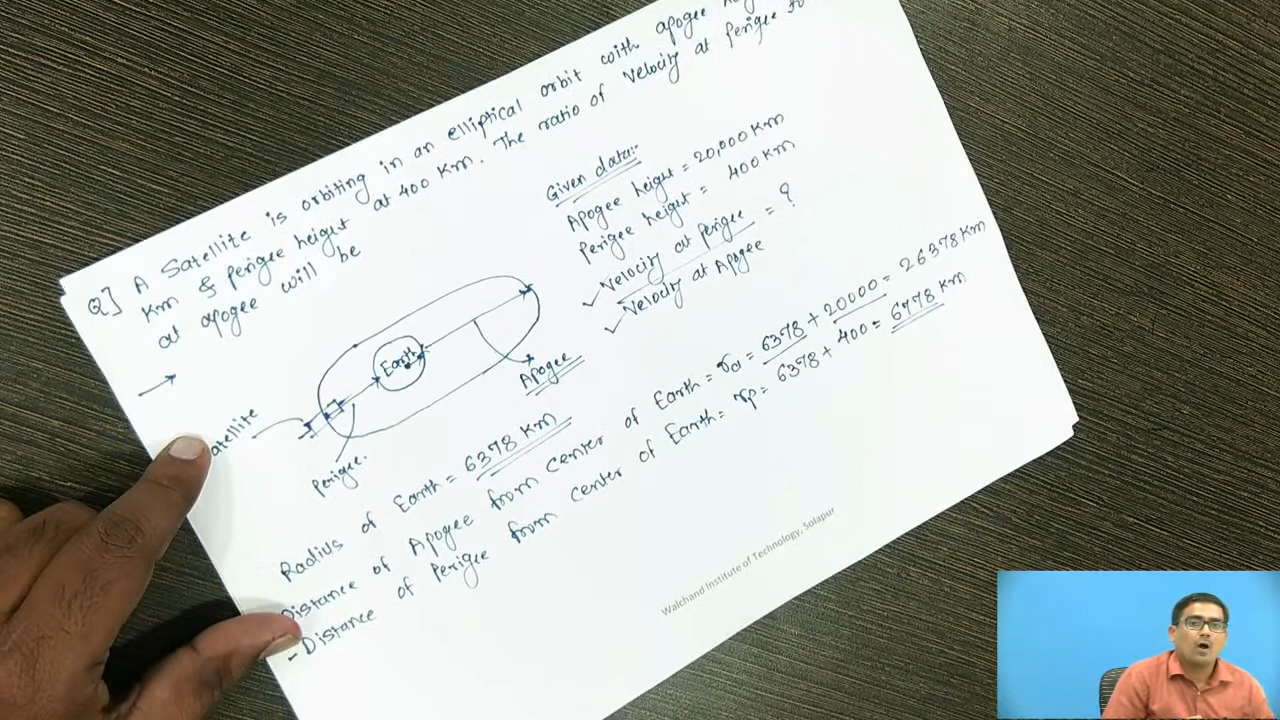 Q] A Satellite is orbiting in an elliptical orbit with apogee
Km & perigee height at 400 Km. The ratio of Velocity at perigee to
at apogee will be
Given data:-
Apogee height = 20,000 Km
Perigee height = 400 Km
Velocity at perigee = ?
Velocity at Apogee
Earth
Satellite
Perigee.
Apogee
Radius of Earth = 6378 Km
Distance of Apogee from center of Earth = ra = 6378 + 20000 = 26378 Km
- Distance of Perigee from center of Earth = rp = 6378 + 400 = 6778 Km
Walchand Institute of Technology, Solapur